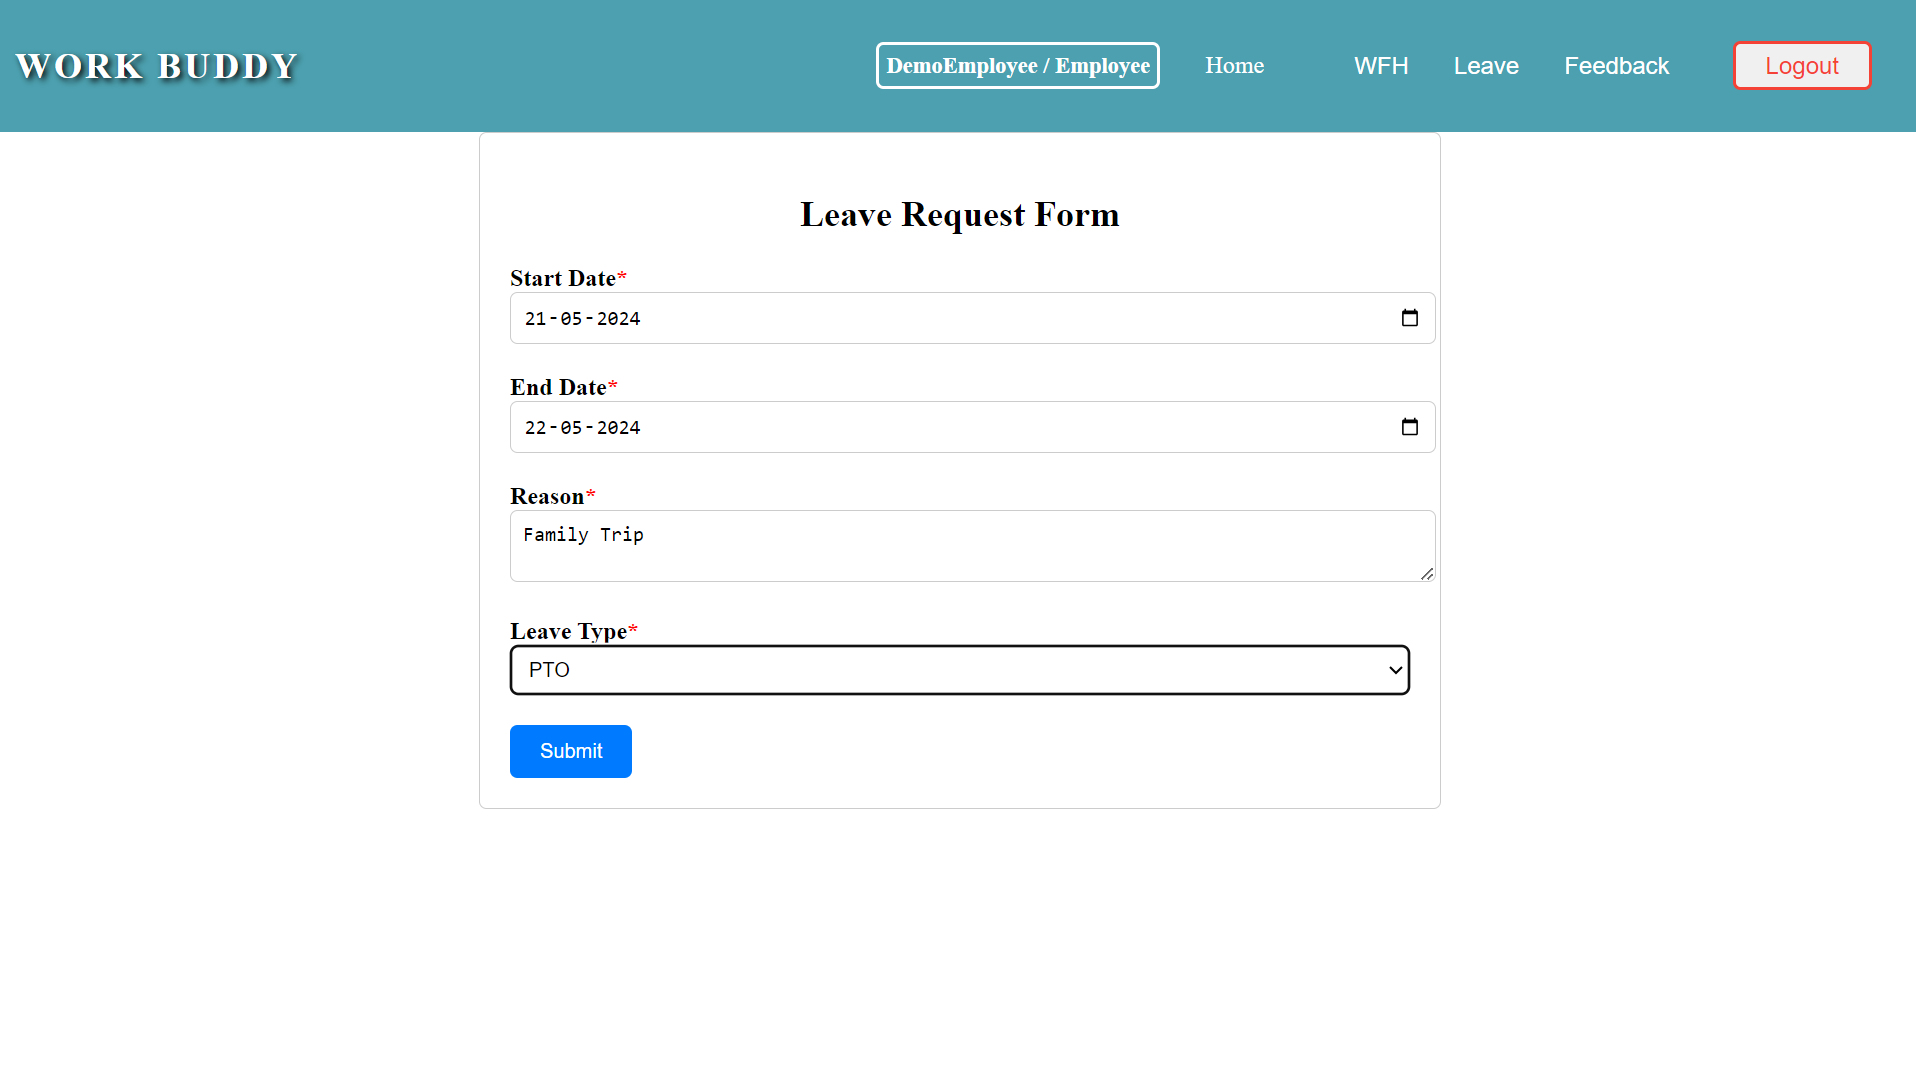 WORK BUDDY
DemoEmployee / Employee Home WFH Leave Feedback Logout
Leave Request Form
Start Date*
21-05-2024
End Date*
22-05-2024
Reason*
Family Trip
Leave Type*
PTO
Submit